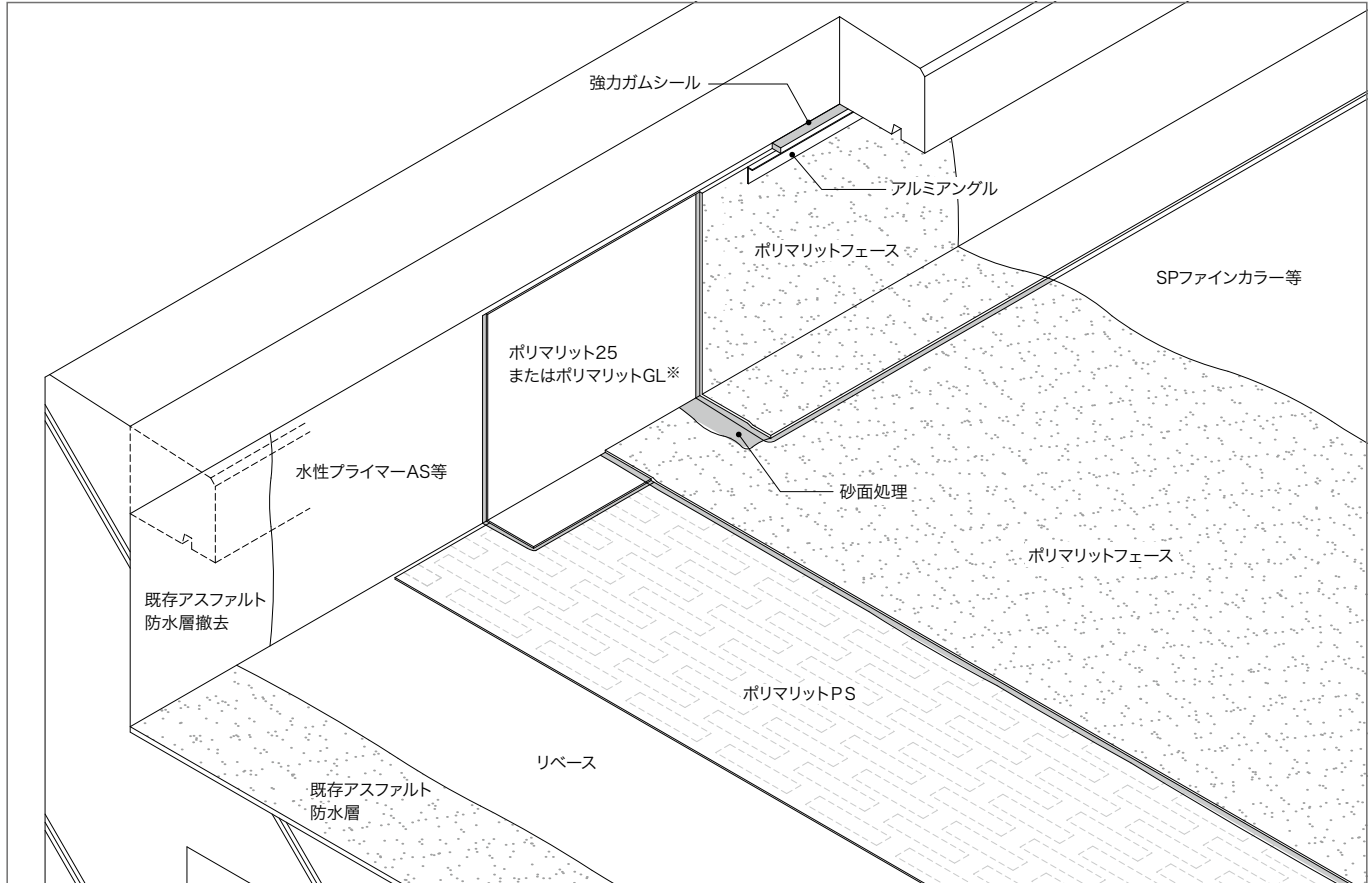 強力ガムシール
アルミアングル
ポリマリットフェース
SPファインカラー等
ポリマリット25
またはポリマリットGL※
水性プライマーAS等
砂面処理
ポリマリットフェース
既存アスファルト
防水層撤去
ポリマリットPS
リベース
既存アスファルト
防水層